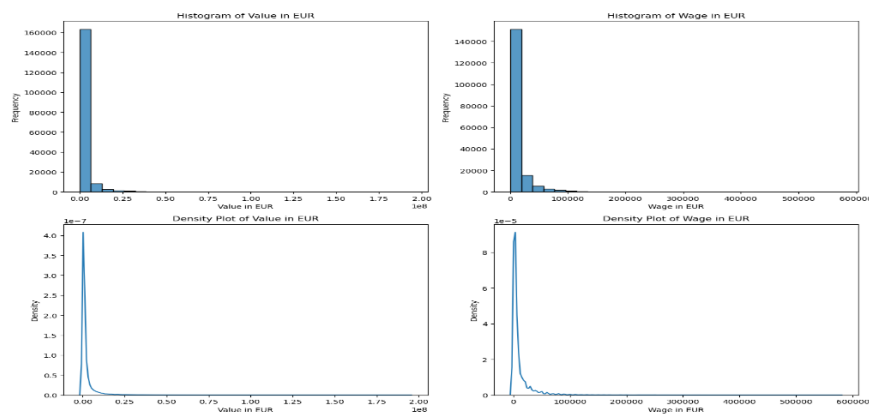 Histogram of Value in EUR
160000
140000
120000
100000
80000
60000
40000
20000
0
Frequency
0.00 0.25 0.50 0.75 1.00 1.25 1.50 1.75 2.00
Value in EUR
1e8
Histogram of Wage in EUR
140000
120000
100000
80000
60000
40000
20000
0
Frequency
0 100000 200000 300000 400000 500000 600000
Wage in EUR
Density Plot of Value in EUR
1e-7
4.0
3.5
3.0
2.5
2.0
1.5
1.0
0.5
0.0
Density
0.00 0.25 0.50 0.75 1.00 1.25 1.50 1.75 2.00
Value in EUR
1e8
Density Plot of Wage in EUR
1e-5
8
6
4
2
0
Density
0 100000 200000 300000 400000 500000 600000
Wage in EUR